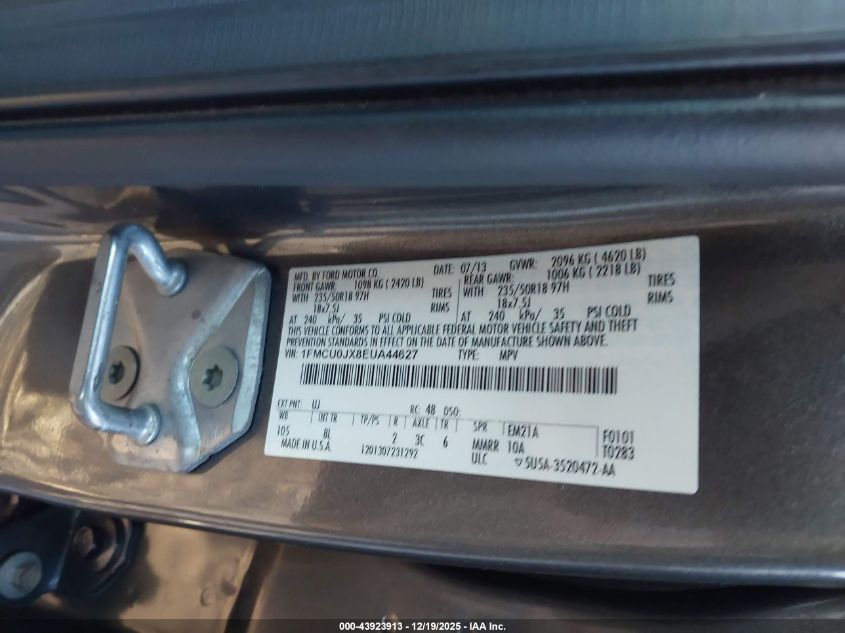 MFD. BY FORD MOTOR CO.
DATE: 07/13 GVWR: 2096 KG ( 4620 LB)
FRONT GAWR: 1098 KG ( 2420 LB) REAR GAWR: 1006 KG ( 2218 LB)
WITH 235/50R18 97H TIRES WITH 235/50R18 97H TIRES
18x7.5J RIMS 18x7.5J RIMS
AT 240 kPa/ 35 PSI COLD AT 240 kPa/ 35 PSI COLD
THIS VEHICLE CONFORMS TO ALL APPLICABLE FEDERAL MOTOR VEHICLE SAFETY AND THEFT
PREVENTION STANDARDS IN EFFECT ON THE DATE OF MANUFACTURE SHOWN ABOVE.
VIN: 1FMCU0JX8EUA44627 TYPE: MPV
EXT PNT: UJ RC: 48 DSO:
WB INT TR TP/PS R AXLE TR SPR EM21A F0101
105 8L 2 3C 6 MMRR 10A T0283
MADE IN U.S.A. 1201307231292 ULC ▽5U5A-3520472-AA
000-43923913 • 12/19/2025 • IAA Inc.